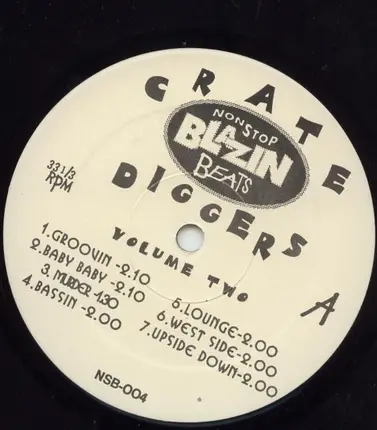 CRATE
NONSTOP
BLAZIN
BEATS
DIGGERS
VOLUME TWO
33 1/3
RPM
A
1. GROOVIN -2.10
2. BABY BABY -2.10
3. MURDER -1.30
4. BASSIN -2.00
5. LOUNGE-2.00
6. WEST SIDE-2.00
7. UPSIDE DOWN-2.00
NSB-004